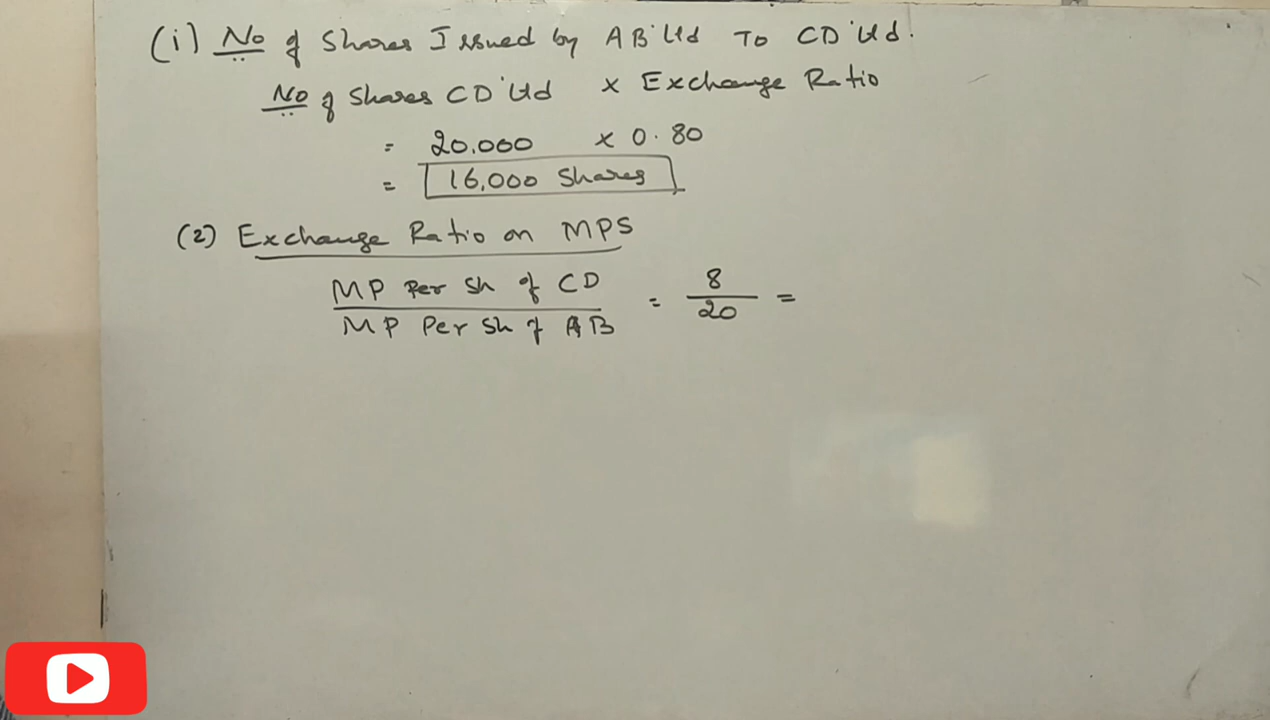 (i) No of Shares Issued by AB Ltd To CD Ltd.
No of Shares CD Ltd × Exchange Ratio
= 20,000 × 0.80
= 16,000 Shares
(2) Exchange Ratio on MPS
MP Per Sh of CD
MP Per Sh of AB
= 8/20 =